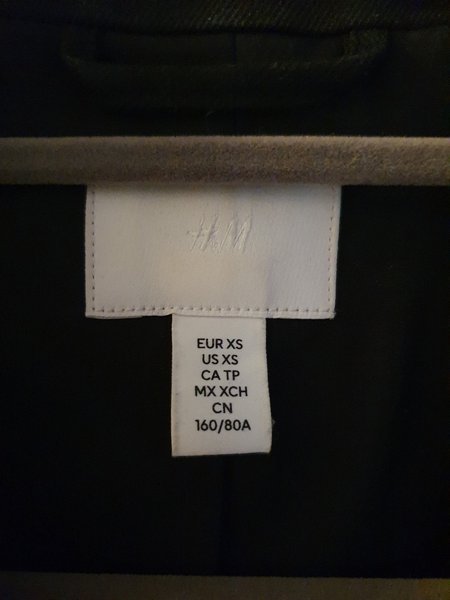 H&M
EUR XS
US XS
CA TP
MX XCH
CN
160/80A